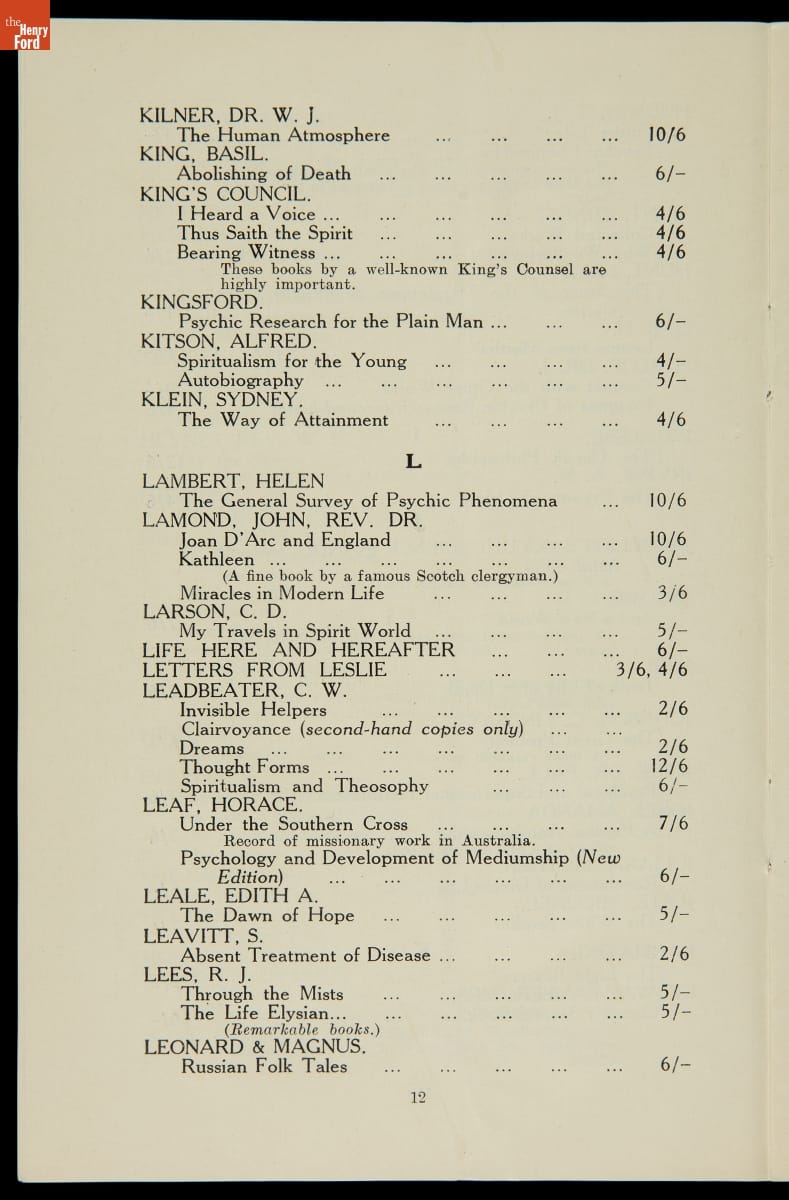 the
Henry
Ford
KILNER, DR. W. J.
The Human Atmosphere ... ... ... ... 10/6
KING, BASIL.
Abolishing of Death ... ... ... ... ... 6/-
KING'S COUNCIL.
I Heard a Voice ... ... ... ... ... ... 4/6
Thus Saith the Spirit ... ... ... ... ... 4/6
Bearing Witness ... ... ... ... ... ... 4/6
These books by a well-known King's Counsel are
highly important.
KINGSFORD.
Psychic Research for the Plain Man ... ... ... 6/-
KITSON, ALFRED.
Spiritualism for the Young ... ... ... ... 4/-
Autobiography ... ... ... ... ... ... 5/-
KLEIN, SYDNEY.
The Way of Attainment ... ... ... ... 4/6
L
LAMBERT, HELEN
The General Survey of Psychic Phenomena ... 10/6
LAMOND, JOHN, REV. DR.
Joan D'Arc and England ... ... ... ... 10/6
Kathleen ... ... ... ... ... ... ... 6/-
(A fine book by a famous Scotch clergyman.)
Miracles in Modern Life ... ... ... ... 3/6
LARSON, C. D.
My Travels in Spirit World ... ... ... ... 5/-
LIFE HERE AND HEREAFTER ... ... ... 6/-
LETTERS FROM LESLIE ... ... ... 3/6, 4/6
LEADBEATER, C. W.
Invisible Helpers ... ... ... ... ... 2/6
Clairvoyance (second-hand copies only) ... ...
Dreams ... ... ... ... ... ... ... 2/6
Thought Forms ... ... ... ... ... ... 12/6
Spiritualism and Theosophy ... ... ... 6/-
LEAF, HORACE.
Under the Southern Cross ... ... ... ... 7/6
Record of missionary work in Australia.
Psychology and Development of Mediumship (New
Edition) ... ... ... ... ... ... 6/-
LEALE, EDITH A.
The Dawn of Hope ... ... ... ... ... 5/-
LEAVITT, S.
Absent Treatment of Disease ... ... ... ... 2/6
LEES, R. J.
Through the Mists ... ... ... ... ... 5/-
The Life Elysian... ... ... ... ... ... 5/-
(Remarkable books.)
LEONARD & MAGNUS.
Russian Folk Tales ... ... ... ... ... 6/-
12